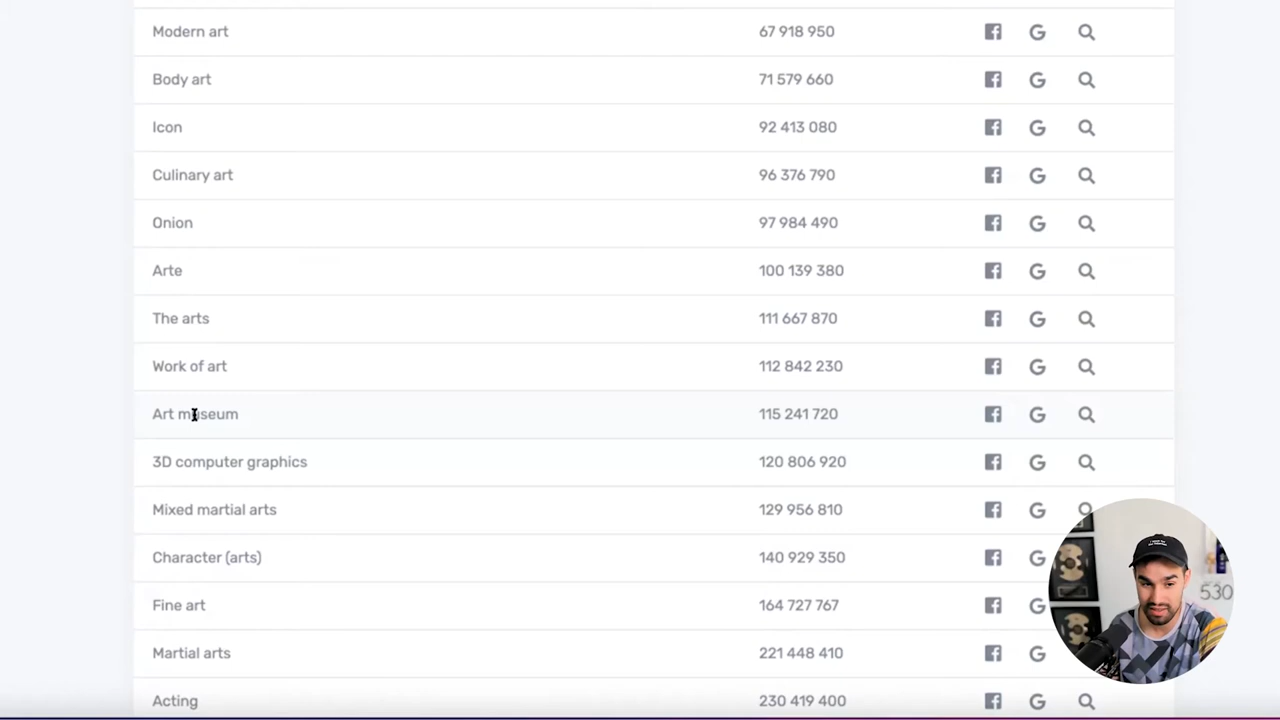 Modern art 67 918 950
Body art 71 579 660
Icon 92 413 080
Culinary art 96 376 790
Onion 97 984 490
Arte 100 139 380
The arts 111 667 870
Work of art 112 842 230
Art museum 115 241 720
3D computer graphics 120 806 920
Mixed martial arts 129 956 810
Character (arts) 140 929 350
Fine art 164 727 767
530
Martial arts 221 448 410
Acting 230 419 400